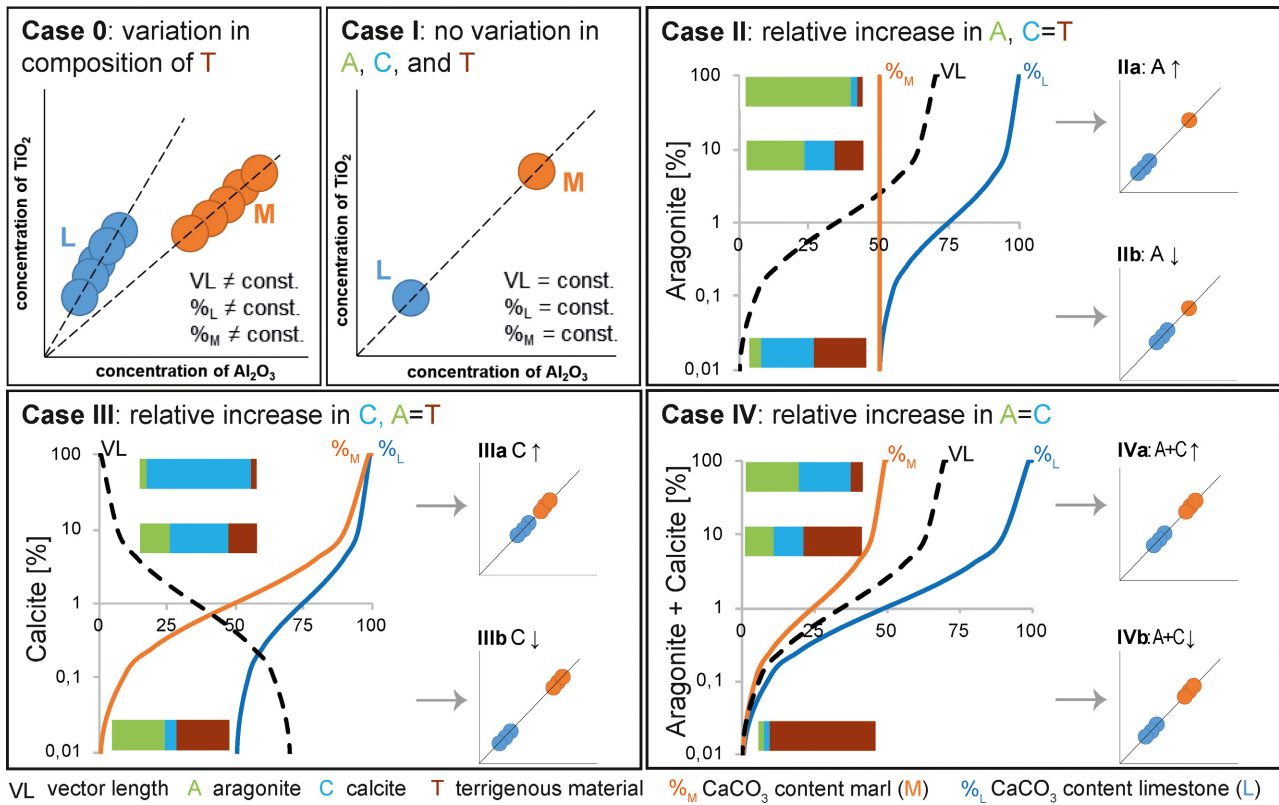 Case 0: variation in
composition of T
concentration of TiO2
L
M
VL ≠ const.
%L ≠ const.
%M ≠ const.
concentration of Al2O3
Case I: no variation in
A, C, and T
concentration of TiO2
M
L
VL = const.
%L = const.
%M = const.
concentration of Al2O3
Case II: relative increase in A, C=T
Aragonite [%]
100
10
1
0,1
0,01
0 25 50 75 100
%M
VL
%L
IIa: A ↑
IIb: A ↓
Case III: relative increase in C, A=T
Calcite [%]
100
10
1
0,1
0,01
0 25 50 75 100
VL
%M
%L
IIIa C ↑
IIIb C ↓
Case IV: relative increase in A=C
Aragonite + Calcite [%]
100
10
1
0,1
0,01
0 25 50 75 100
%M
VL
%L
IVa: A+C ↑
IVb: A+C ↓
VL vector length A aragonite C calcite T terrigenous material %M CaCO3 content marl (M) %L CaCO3 content limestone (L)